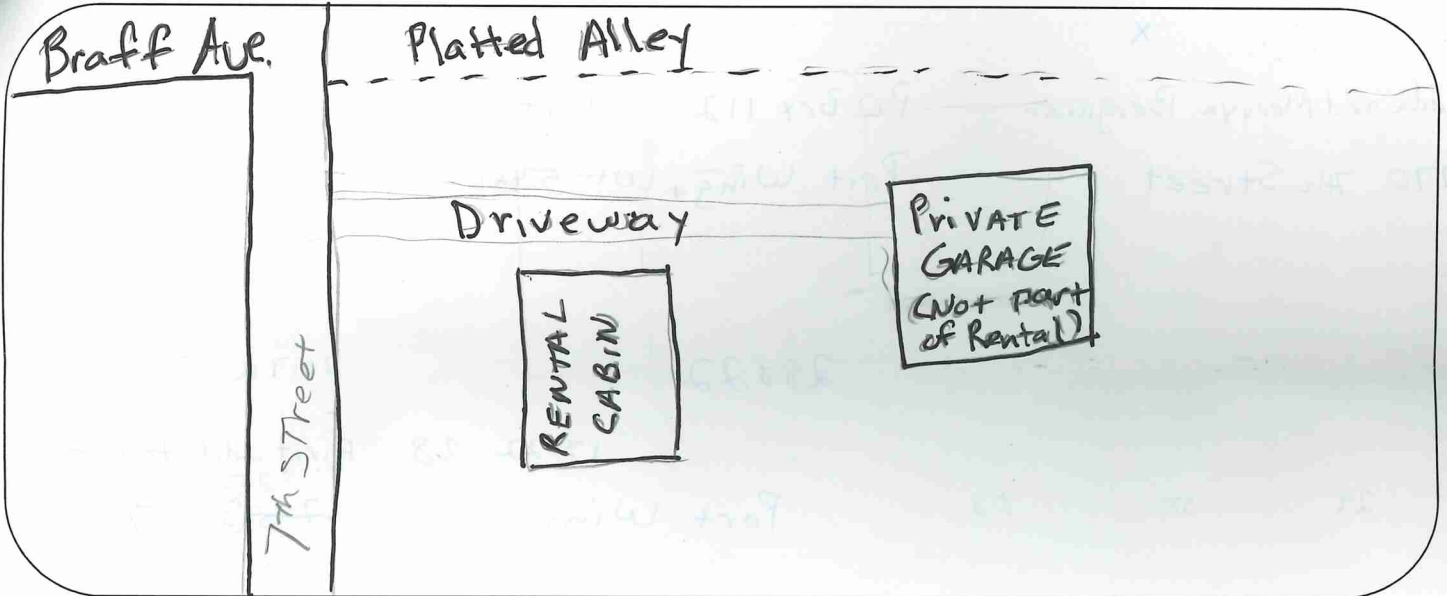 Braff Ave.
Platted Alley
Driveway
PRIVATE
GARAGE
(Not part
of Rental)
RENTAL
CABIN
7th STreet